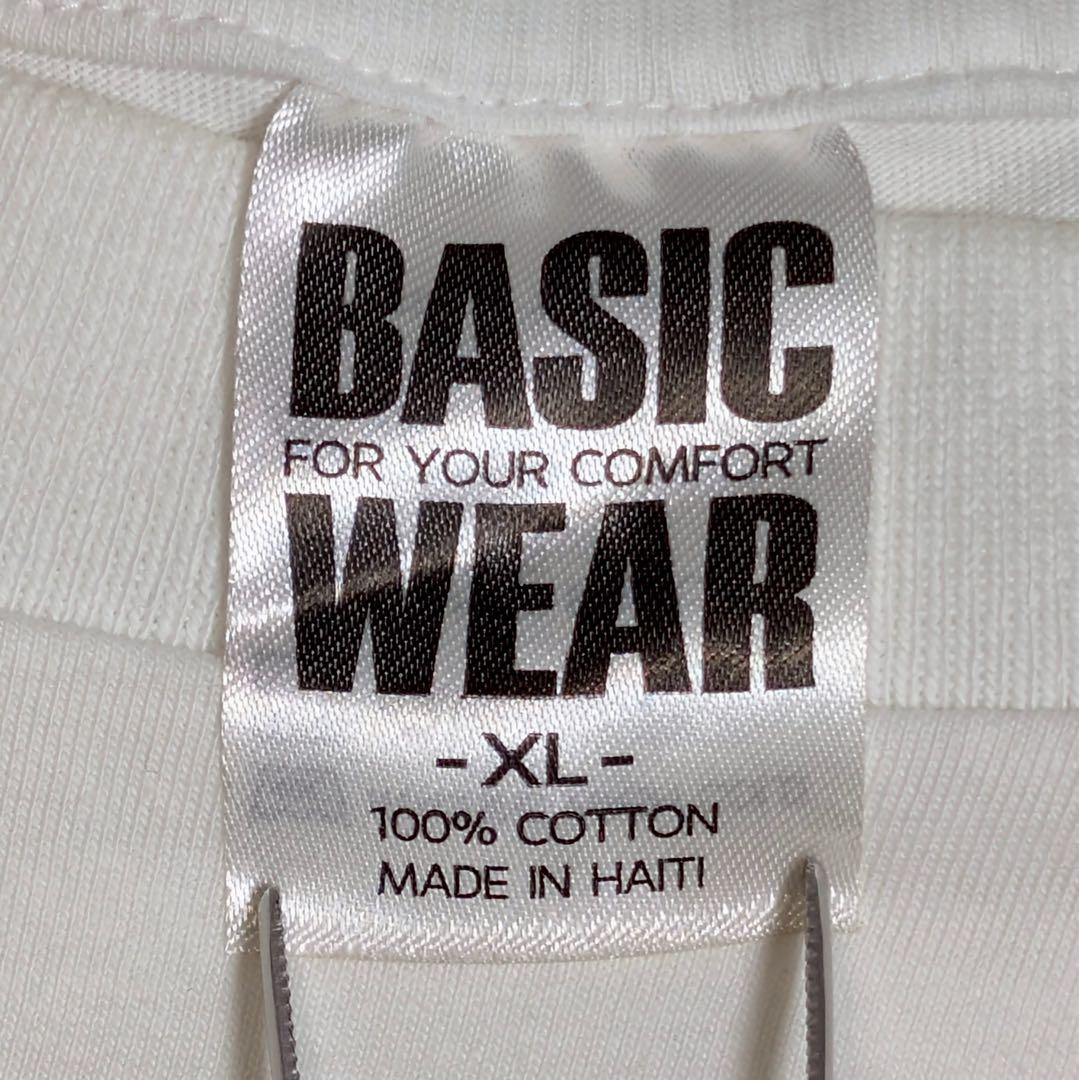 BASIC
FOR YOUR COMFORT
WEAR
-XL-
100% COTTON
MADE IN HAITI